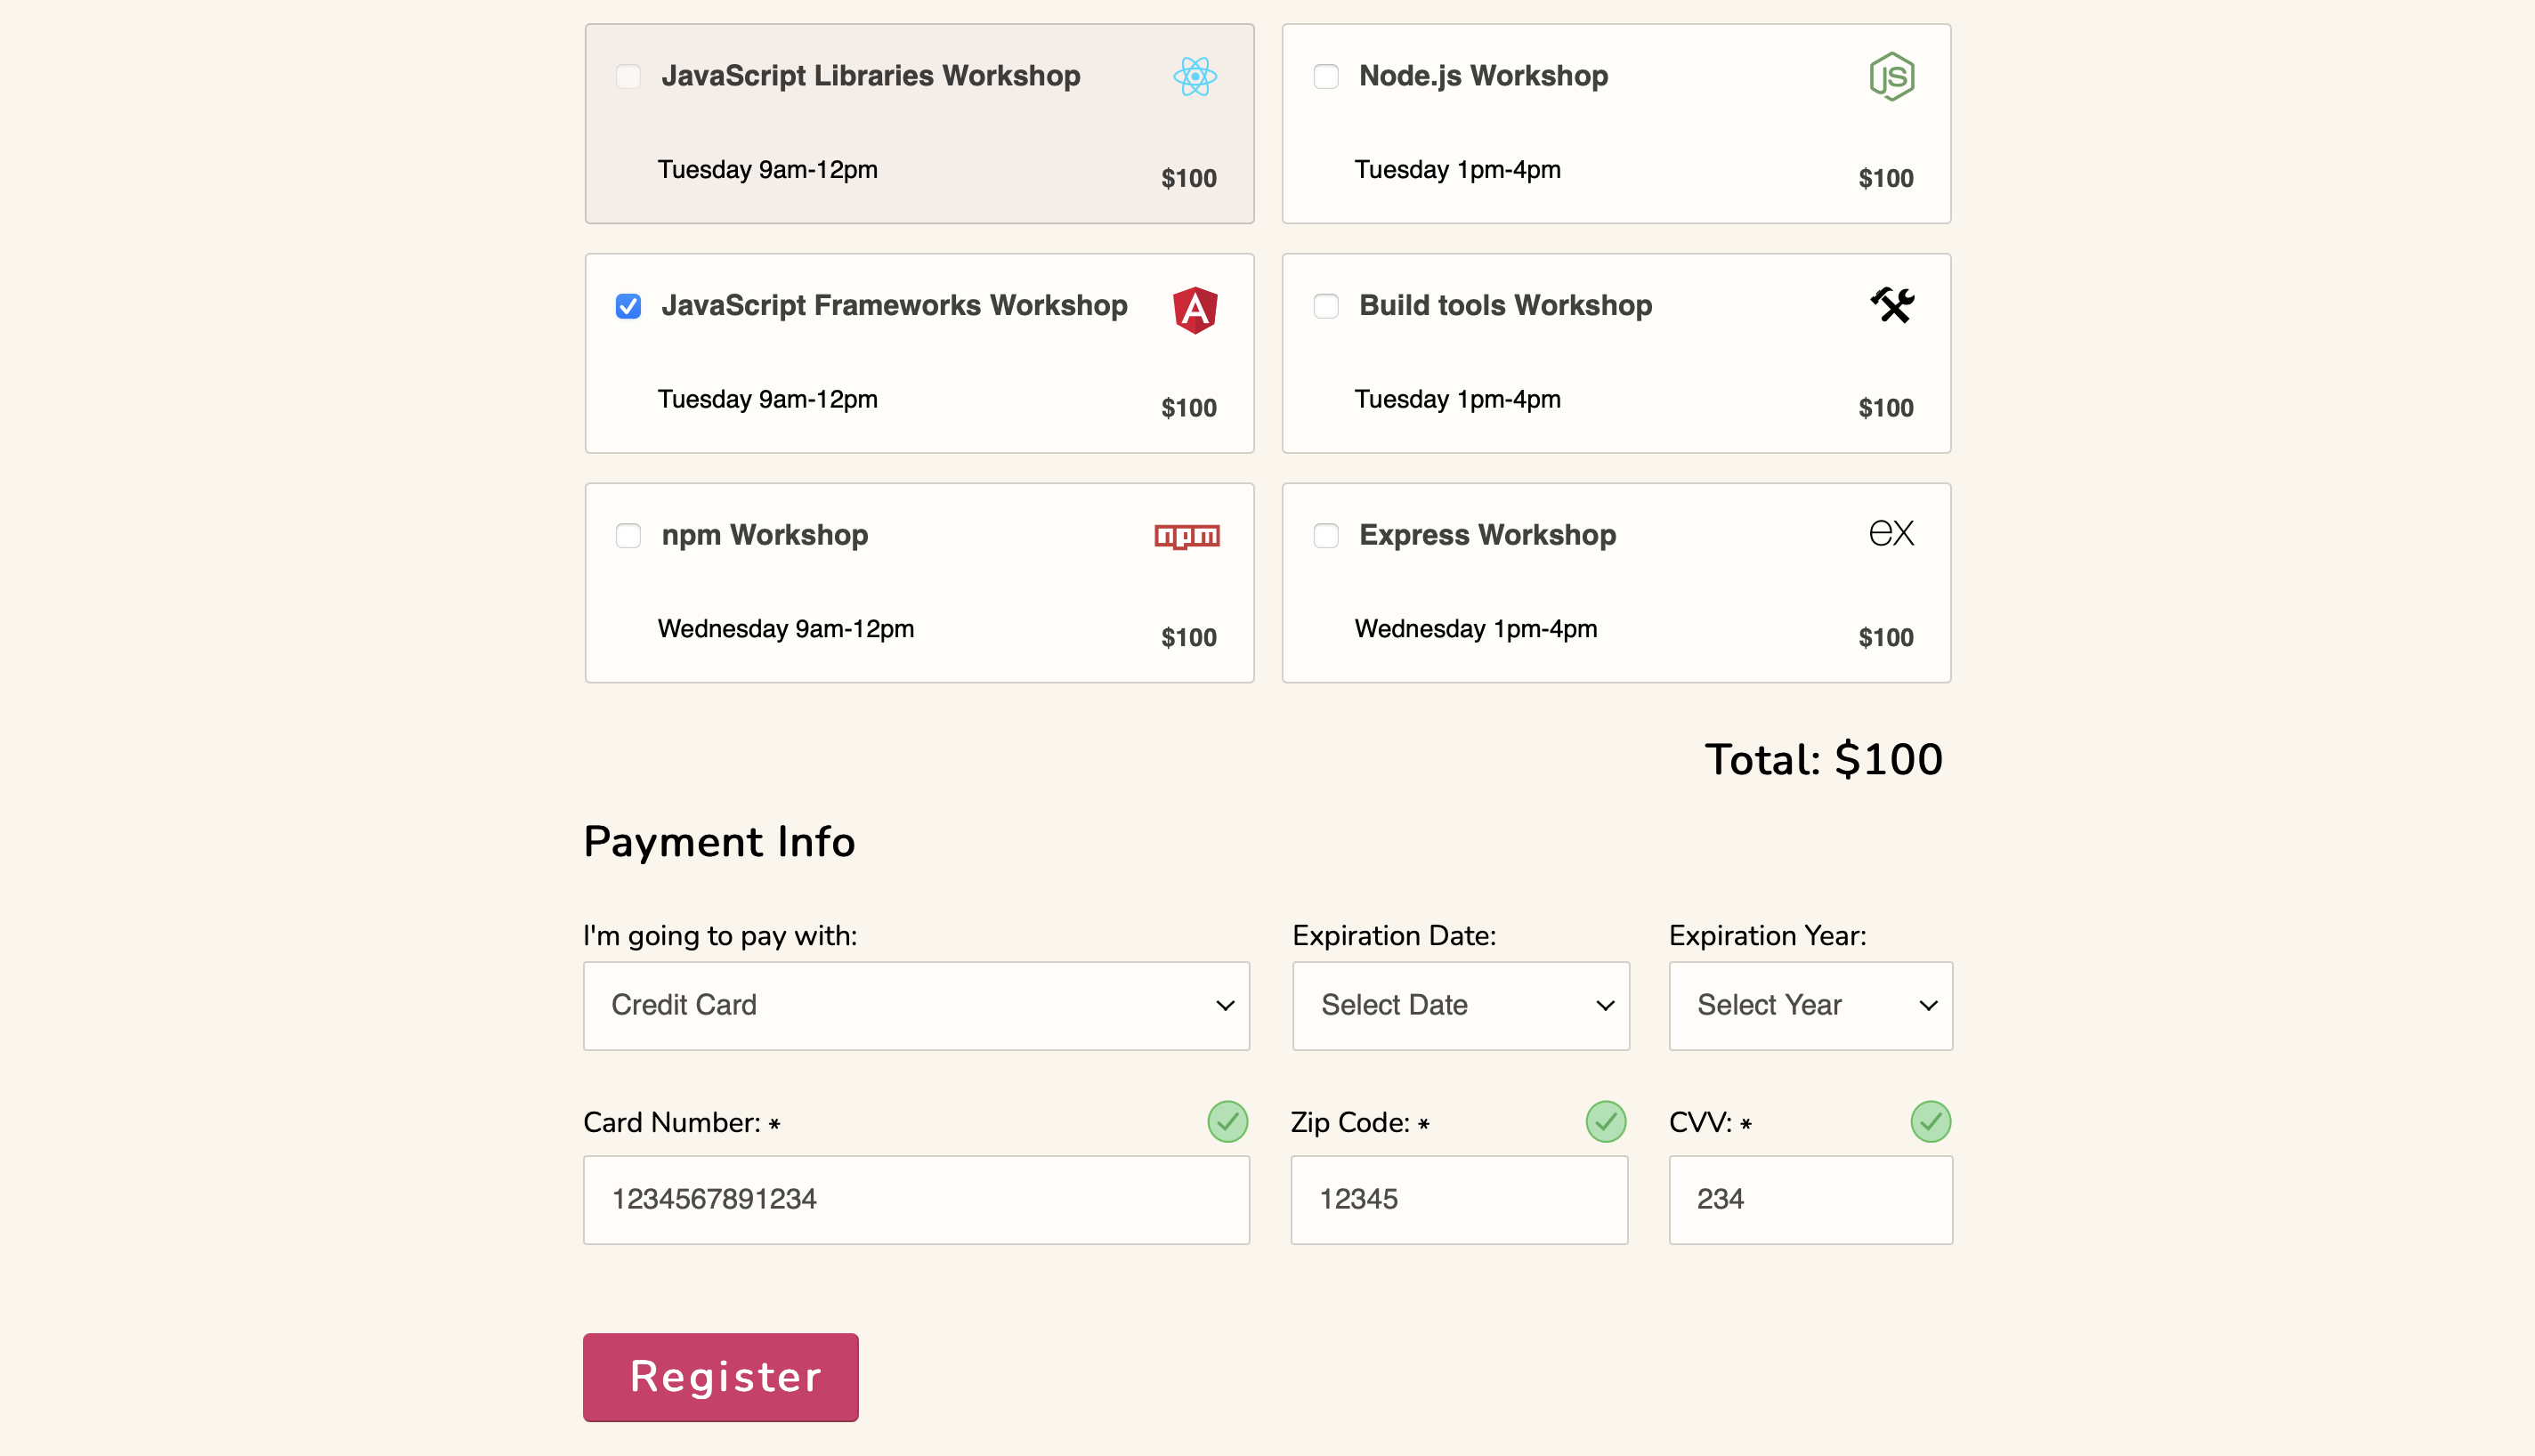 JavaScript Libraries Workshop
Tuesday 9am-12pm
$100
Node.js Workshop
JS
Tuesday 1pm-4pm
$100
JavaScript Frameworks Workshop
A
Tuesday 9am-12pm
$100
Build tools Workshop
Tuesday 1pm-4pm
$100
npm Workshop
npm
Wednesday 9am-12pm
$100
Express Workshop
ex
Wednesday 1pm-4pm
$100
Total: $100
Payment Info
I'm going to pay with:
Credit Card
Expiration Date:
Select Date
Expiration Year:
Select Year
Card Number: *
1234567891234
Zip Code: *
12345
CVV: *
234
Register